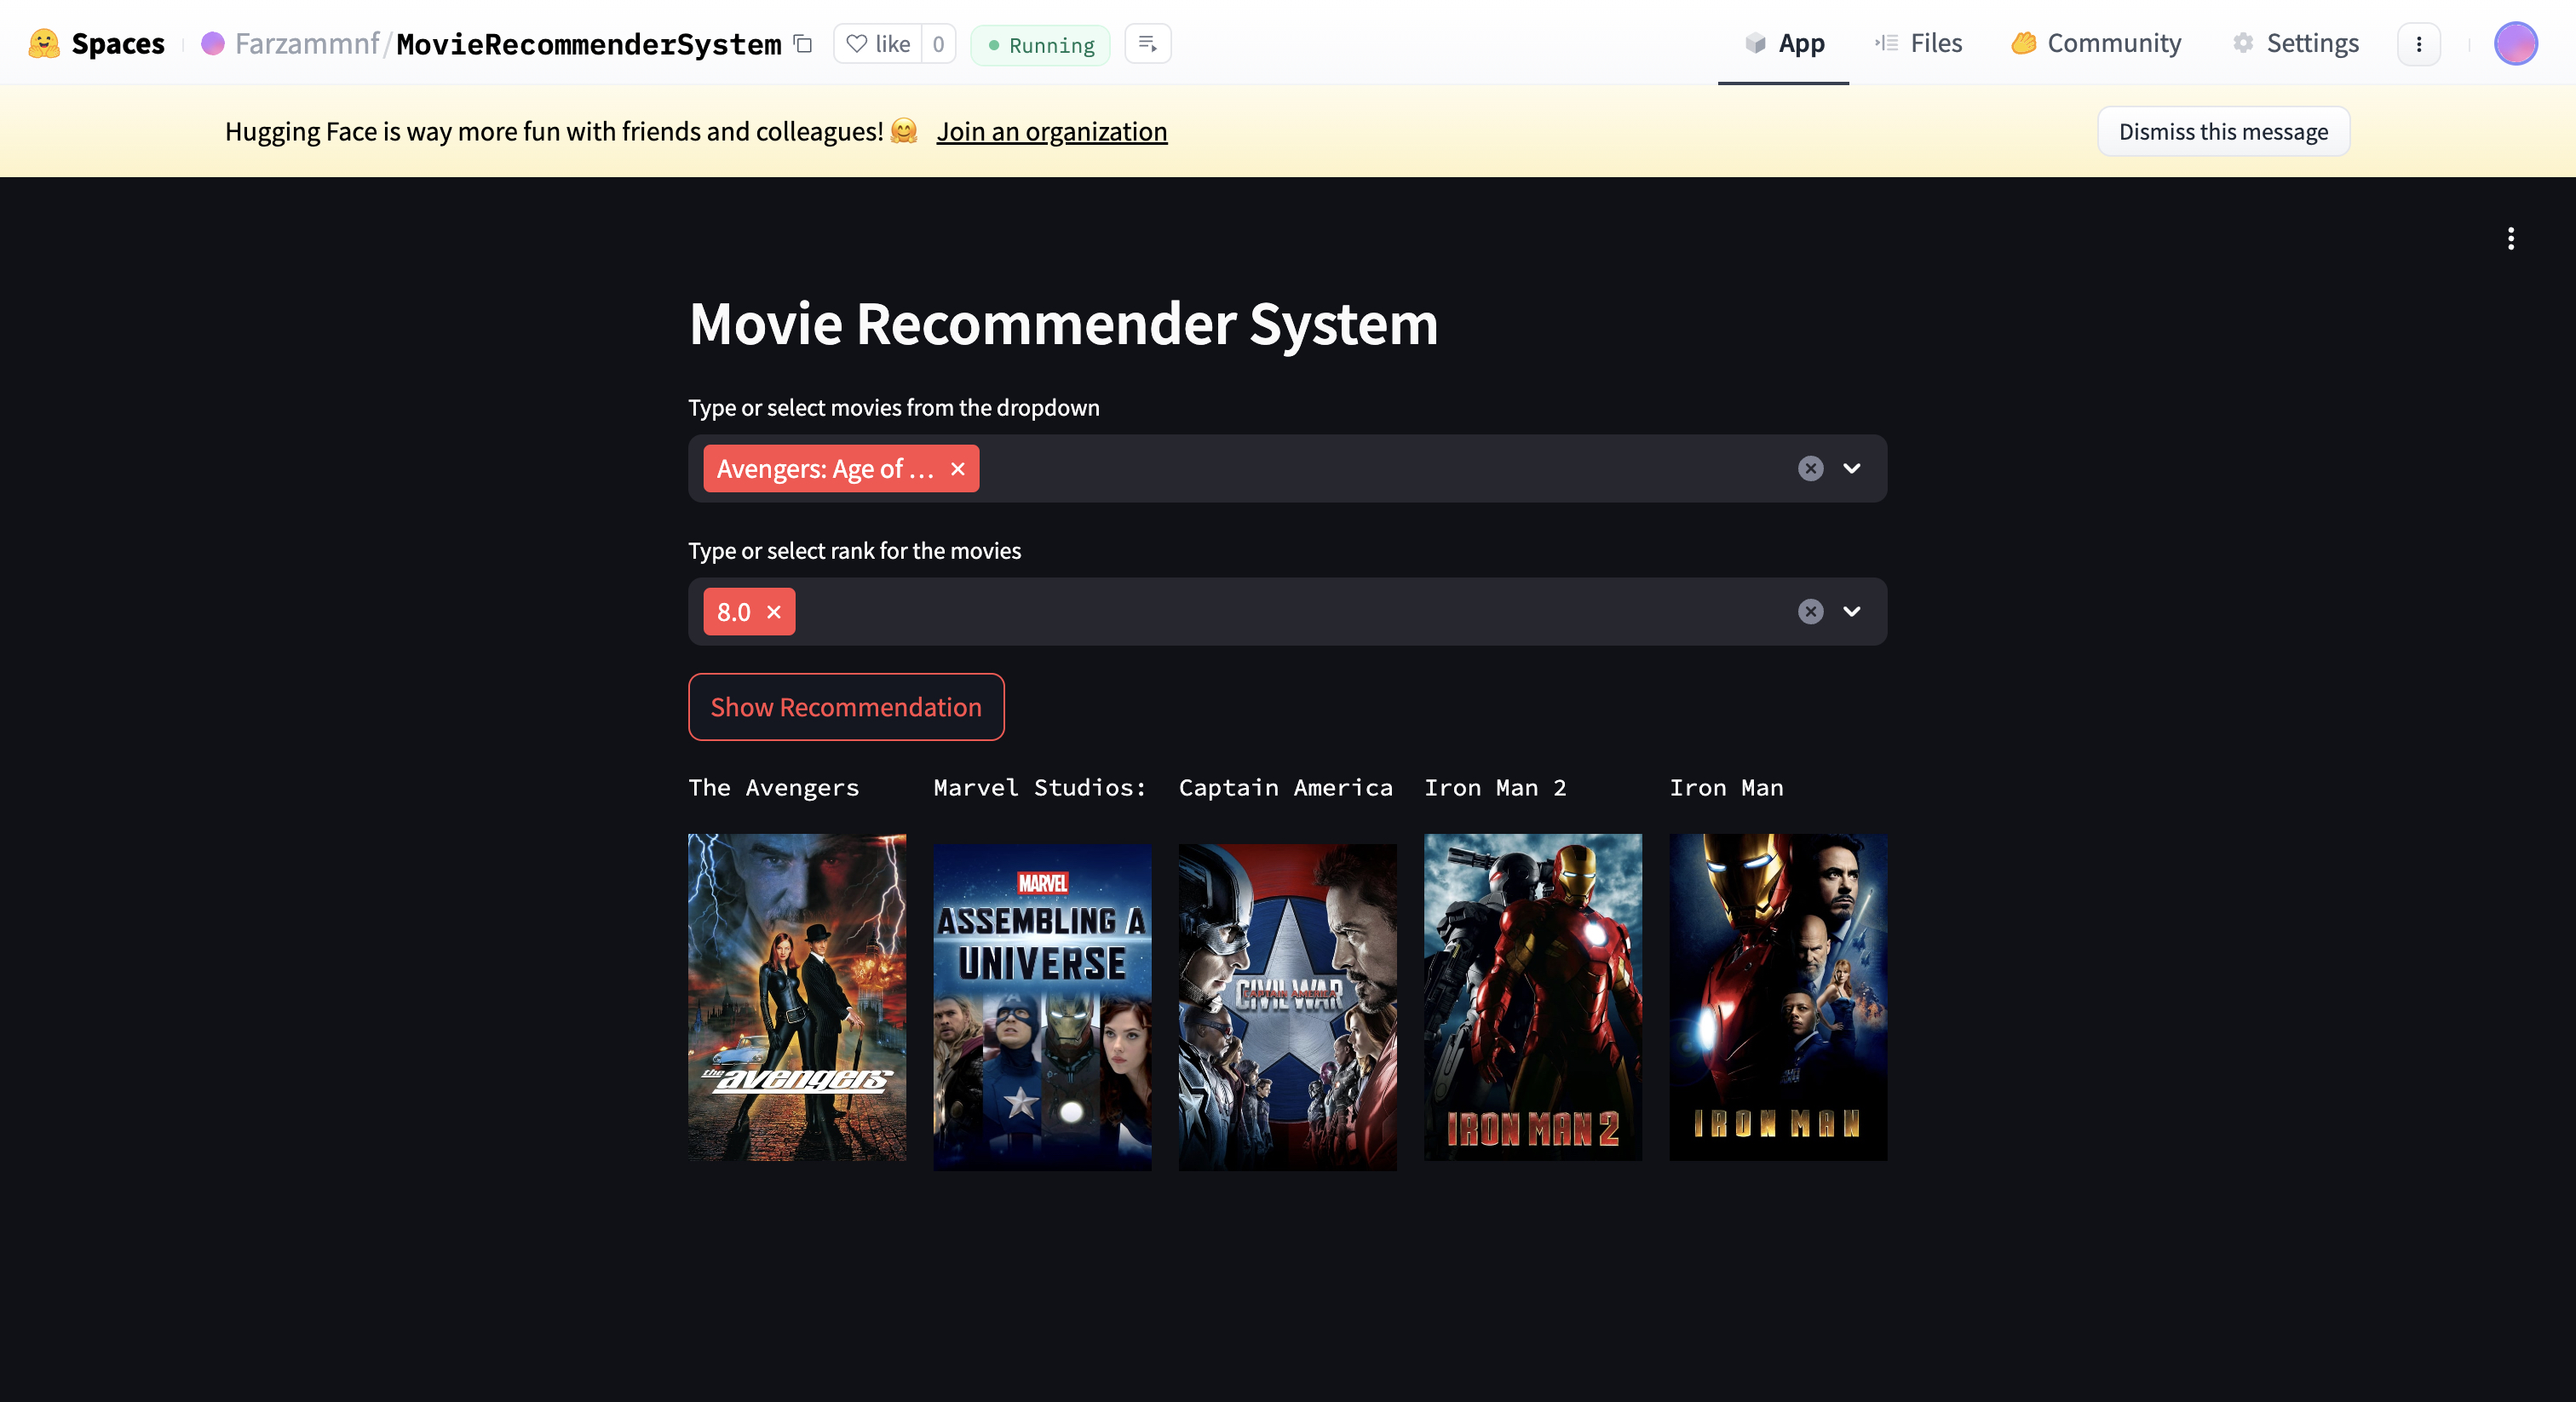 Spaces Farzammnf/MovieRecommenderSystem like 0 Running App Files Community Settings
Hugging Face is way more fun with friends and colleagues! 🤗 Join an organization Dismiss this message
Movie Recommender System
Type or select movies from the dropdown
Avengers: Age of ...
Type or select rank for the movies
8.0
Show Recommendation
The Avengers Marvel Studios: Captain America Iron Man 2 Iron Man
the avengers
MARVEL
ASSEMBLING A
UNIVERSE
CAPTAIN AMERICA
CIVIL WAR
IRON MAN 2
IRON MAN